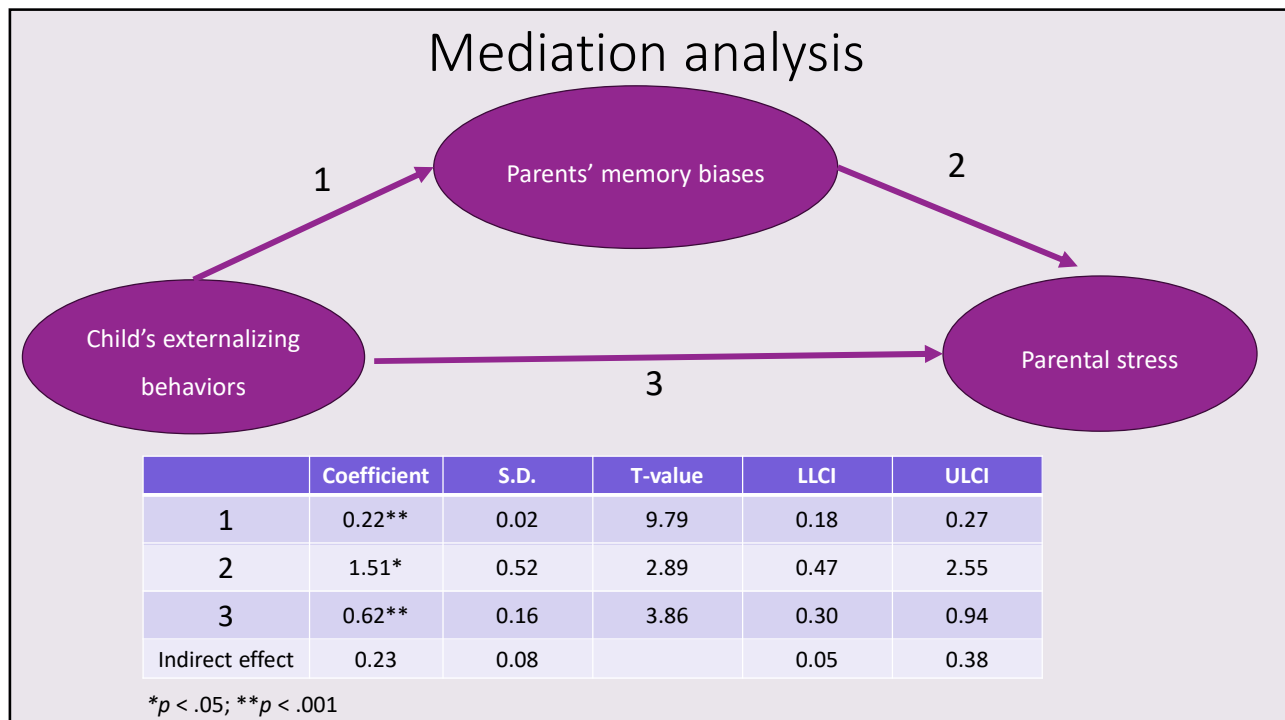 Mediation analysis
Parents’ memory biases
1
2
Child’s externalizing
behaviors
Parental stress
3
Coefficient S.D. T-value LLCI ULCI
1 0.22** 0.02 9.79 0.18 0.27
2 1.51* 0.52 2.89 0.47 2.55
3 0.62** 0.16 3.86 0.30 0.94
Indirect effect 0.23 0.08 0.05 0.38
*p < .05; **p < .001